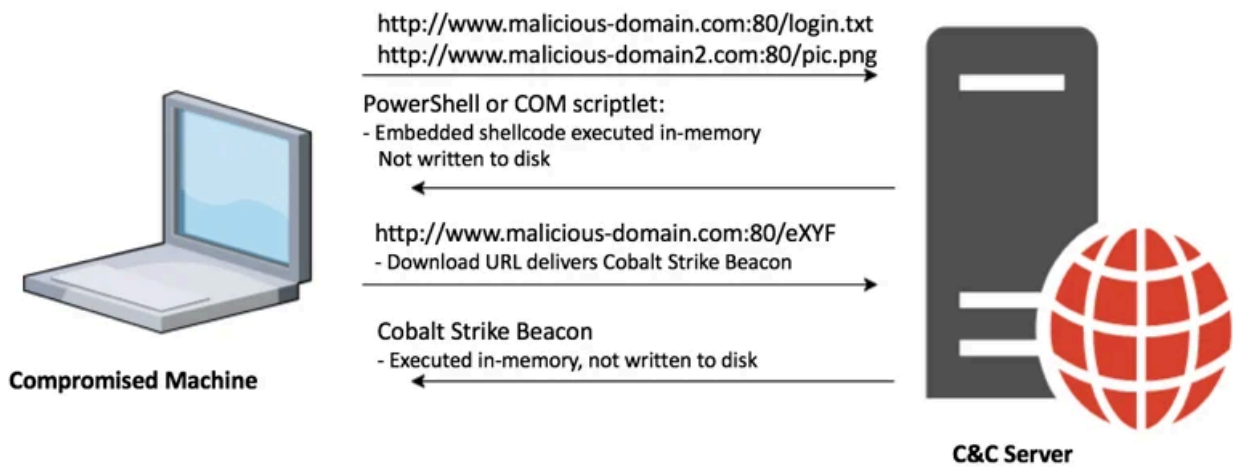 http://www.malicious-domain.com:80/login.txt
http://www.malicious-domain2.com:80/pic.png
PowerShell or COM scriptlet:
- Embedded shellcode executed in-memory
Not written to disk
http://www.malicious-domain.com:80/eXYF
- Download URL delivers Cobalt Strike Beacon
Cobalt Strike Beacon
- Executed in-memory, not written to disk
Compromised Machine
C&C Server